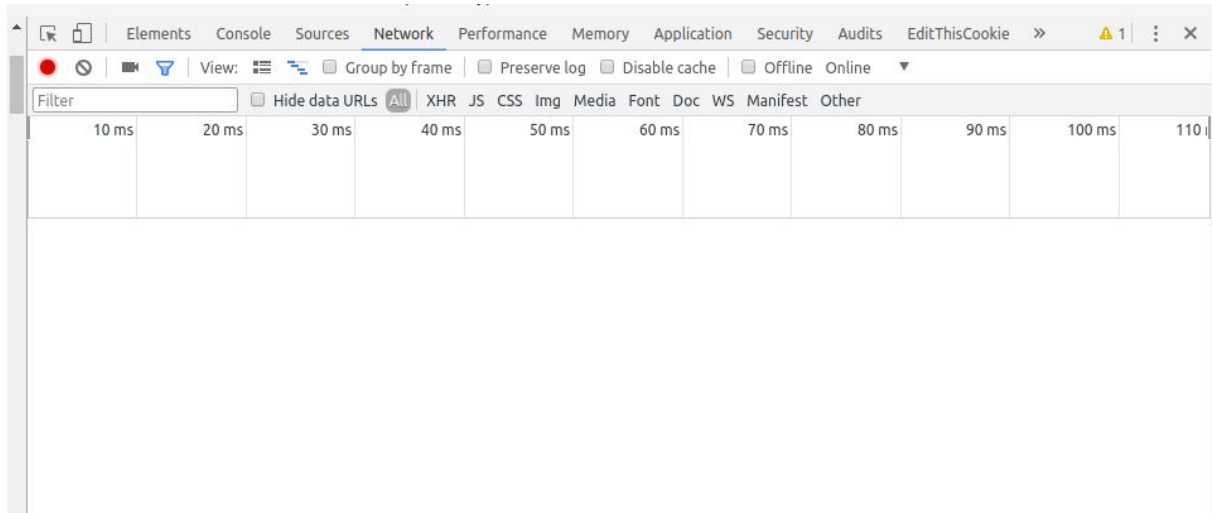 Elements Console Sources Network Performance Memory Application Security Audits EditThisCookie » 1
View: Group by frame Preserve log Disable cache Offline Online ▼
Filter Hide data URLs All XHR JS CSS Img Media Font Doc WS Manifest Other
10 ms 20 ms 30 ms 40 ms 50 ms 60 ms 70 ms 80 ms 90 ms 100 ms 110